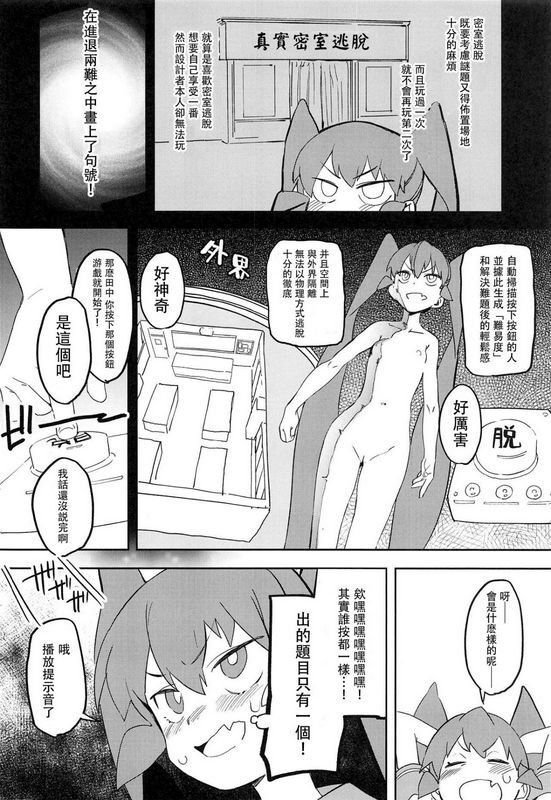 密室逃脫
既要考慮謎題又得佈置場地
十分的麻煩
而且玩過一次
就不會再玩第二次了
真實密室逃脫
就算是喜歡密室逃脫
想要自己享受一番
然而設計者本人卻無法玩
在進退兩難之中畫上了句號！
自動掃描按下按鈕的人
並據此生成「難易度」
和解決難題後的輕鬆感
好厲害
脫
并且空間上
與外界隔離
無法以物理方式逃脫
十分的徹底
外界
好神奇
那麼田中 你按下那個按鈕
游戲就開始了！
是這個吧
我話還沒説完啊
呀——
會是什麼樣的呢——
欸嘿嘿嘿嘿嘿嘿嘿！
其實誰按都一樣…！
出的題目只有一個！
哦
播放提示音了